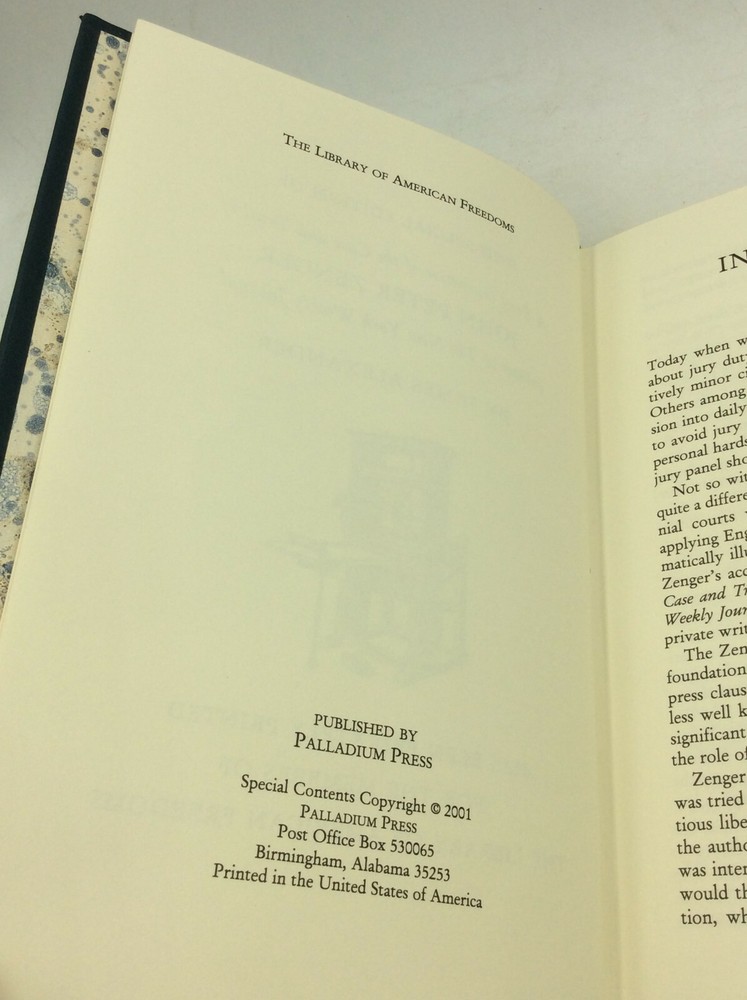 THE LIBRARY OF AMERICAN FREEDOMS
PUBLISHED BY
PALLADIUM PRESS
Special Contents Copyright © 2001
PALLADIUM PRESS
Post Office Box 530065
Birmingham, Alabama 35253
Printed in the United States of America
IN
Today when w
about jury dut
tively minor ci
Others among
sion into daily
to avoid jury
personal hards
jury panel sho
Not so wit
quite a differe
nial courts
applying Eng
matically illu
Zenger's acc
Case and Tr
Weekly Jour
private writ
The Zen
foundation
press claus
less well k
significant
the role of
Zenger
was tried
tious libe
the autho
was inter
would th
tion, wh